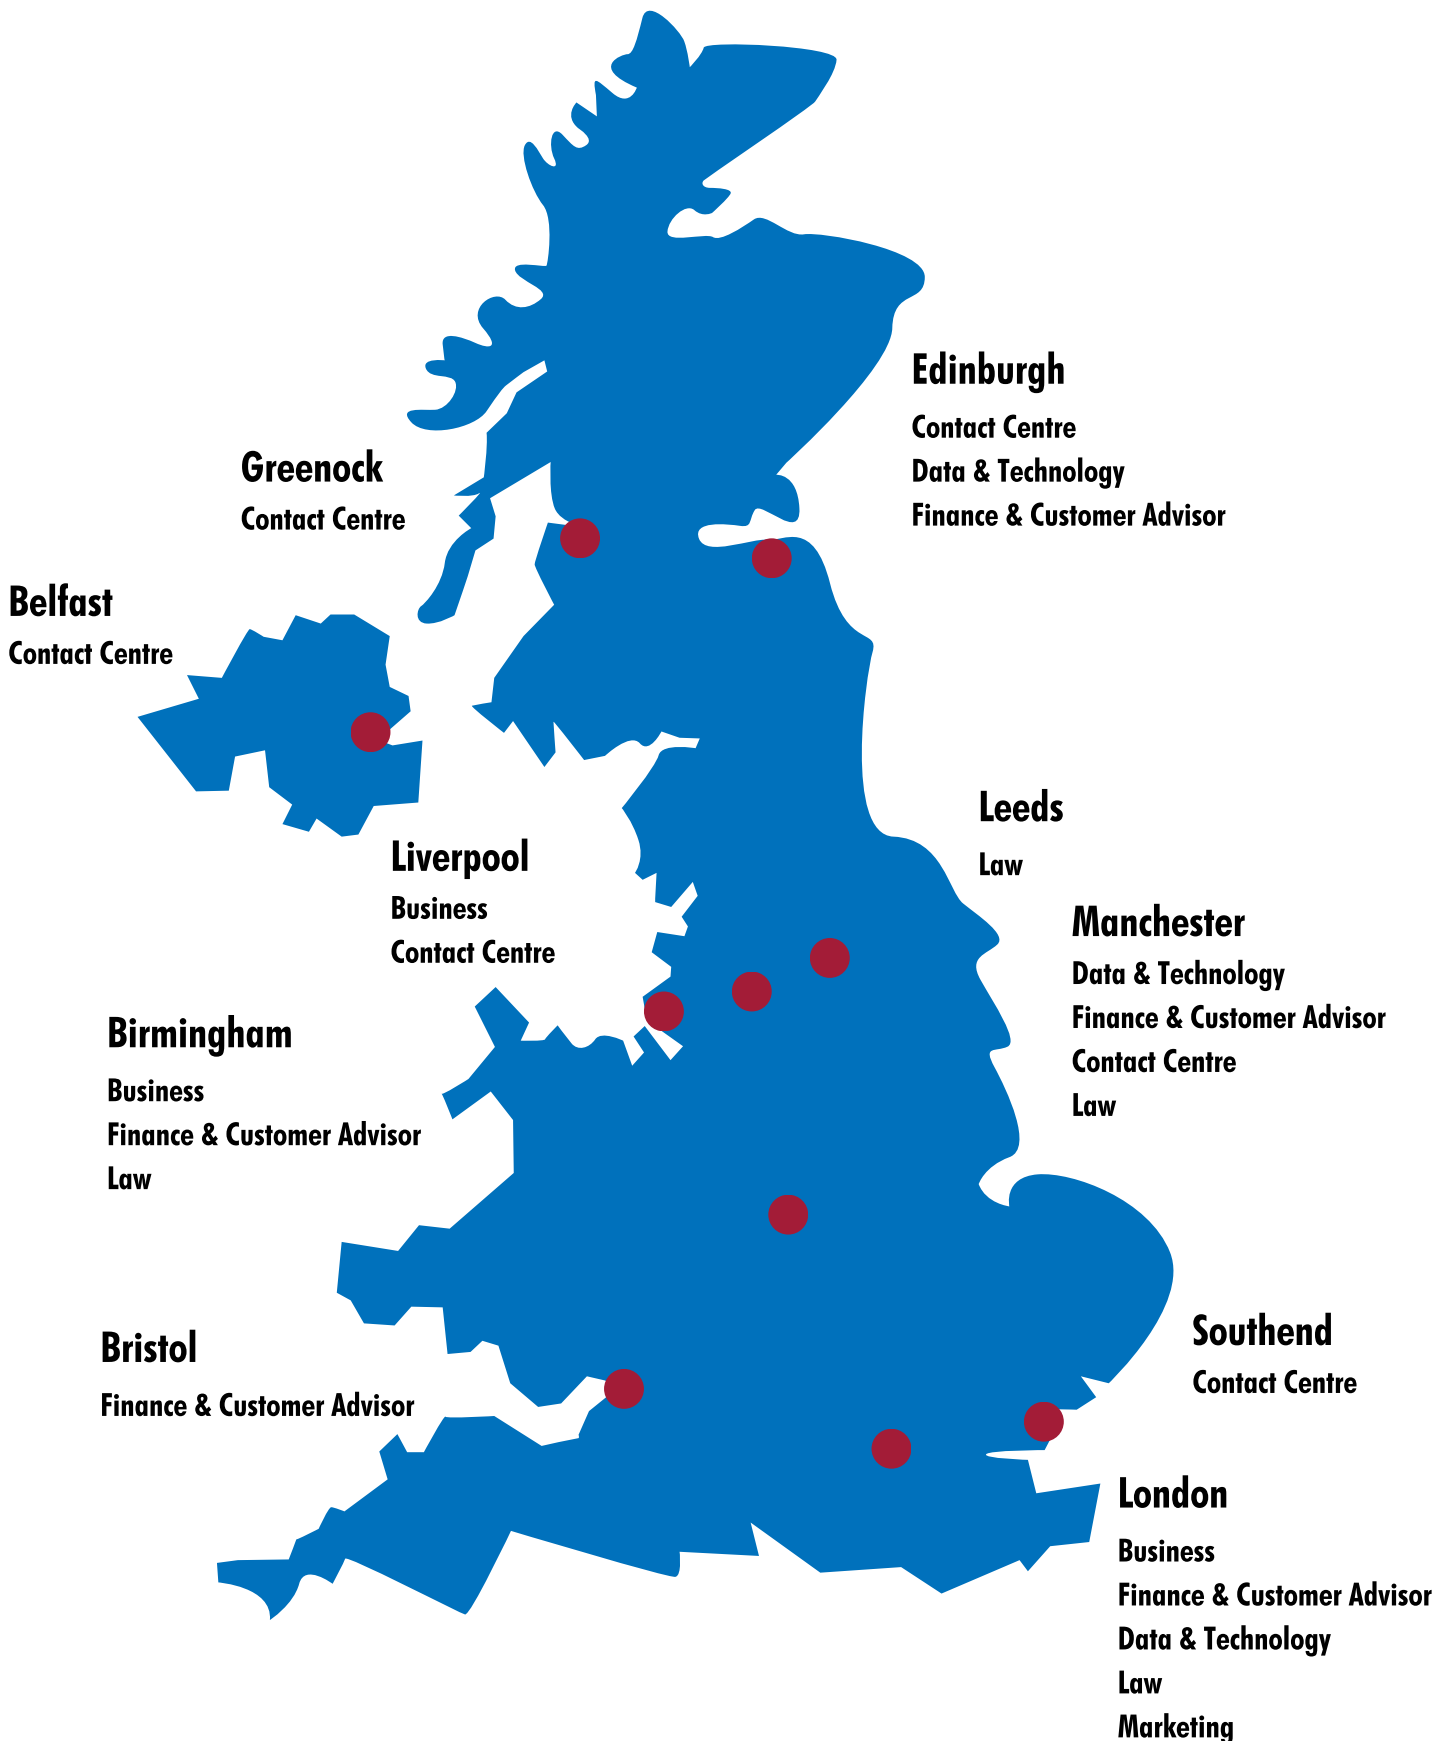 Edinburgh
Contact Centre
Data & Technology
Finance & Customer Advisor
Greenock
Contact Centre
Belfast
Contact Centre
Leeds
Law
Liverpool
Business
Contact Centre
Manchester
Data & Technology
Finance & Customer Advisor
Contact Centre
Law
Birmingham
Business
Finance & Customer Advisor
Law
Southend
Contact Centre
Bristol
Finance & Customer Advisor
London
Business
Finance & Customer Advisor
Data & Technology
Law
Marketing